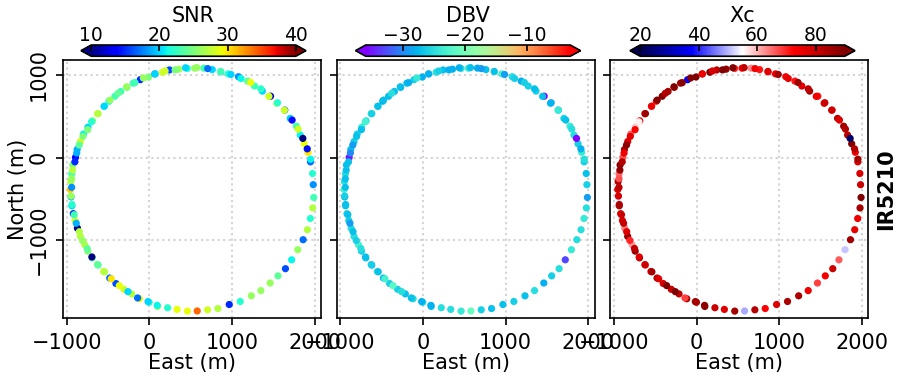 SNR DBV Xc
10 20 30 40 −30 −20 −10 20 40 60 80
1000
0
−1000
North (m)
IR5210
−1000 0 1000 2000 −1000 0 1000 2000 −1000 0 1000 2000
East (m) East (m) East (m)